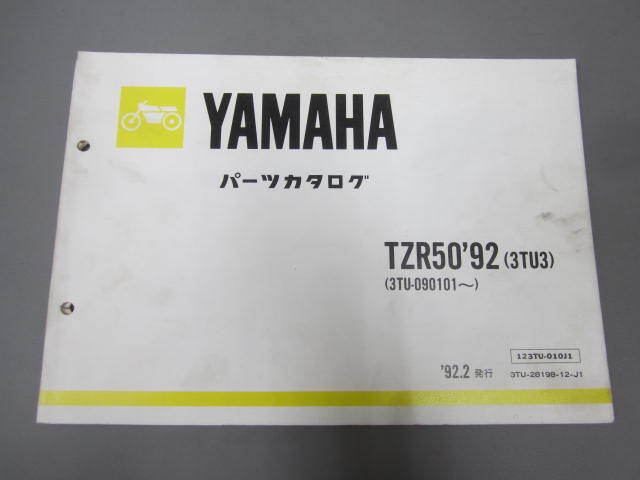 YAMAHA
パーツカタログ
TZR50'92 (3TU3)
(3TU-090101～)
123TU-010J1
'92.2 発行
3TU-28198-12-J1